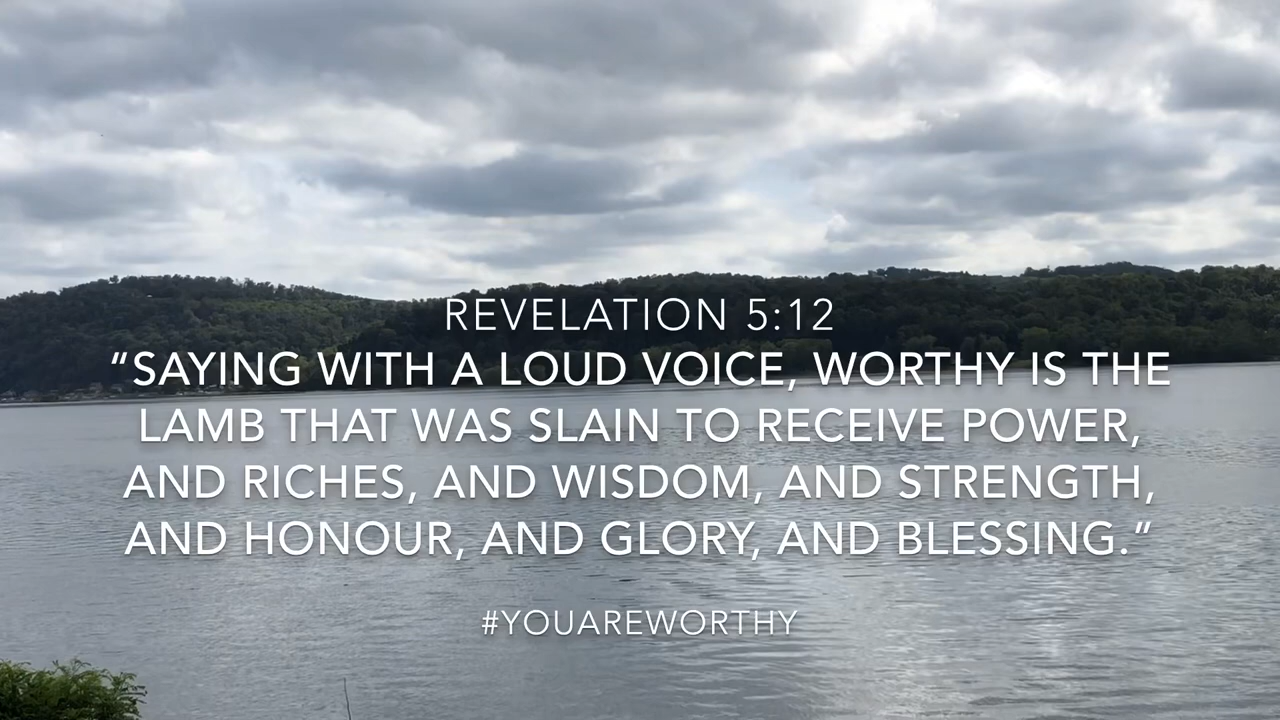 REVELATION 5:12
“SAYING WITH A LOUD VOICE, WORTHY IS THE
LAMB THAT WAS SLAIN TO RECEIVE POWER,
AND RICHES, AND WISDOM, AND STRENGTH,
AND HONOUR, AND GLORY, AND BLESSING.”
#YOUAREWORTHY